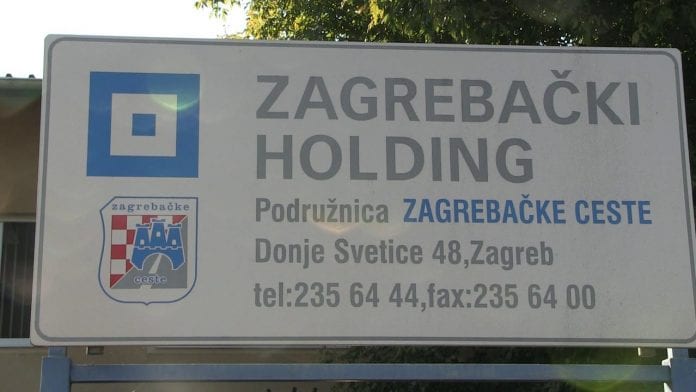 ZAGREBAČKI
HOLDING
zagrebačke
ceste
Podružnica ZAGREBAČKE CESTE
Donje Svetice 48,Zagreb
tel:235 64 44,fax:235 64 00